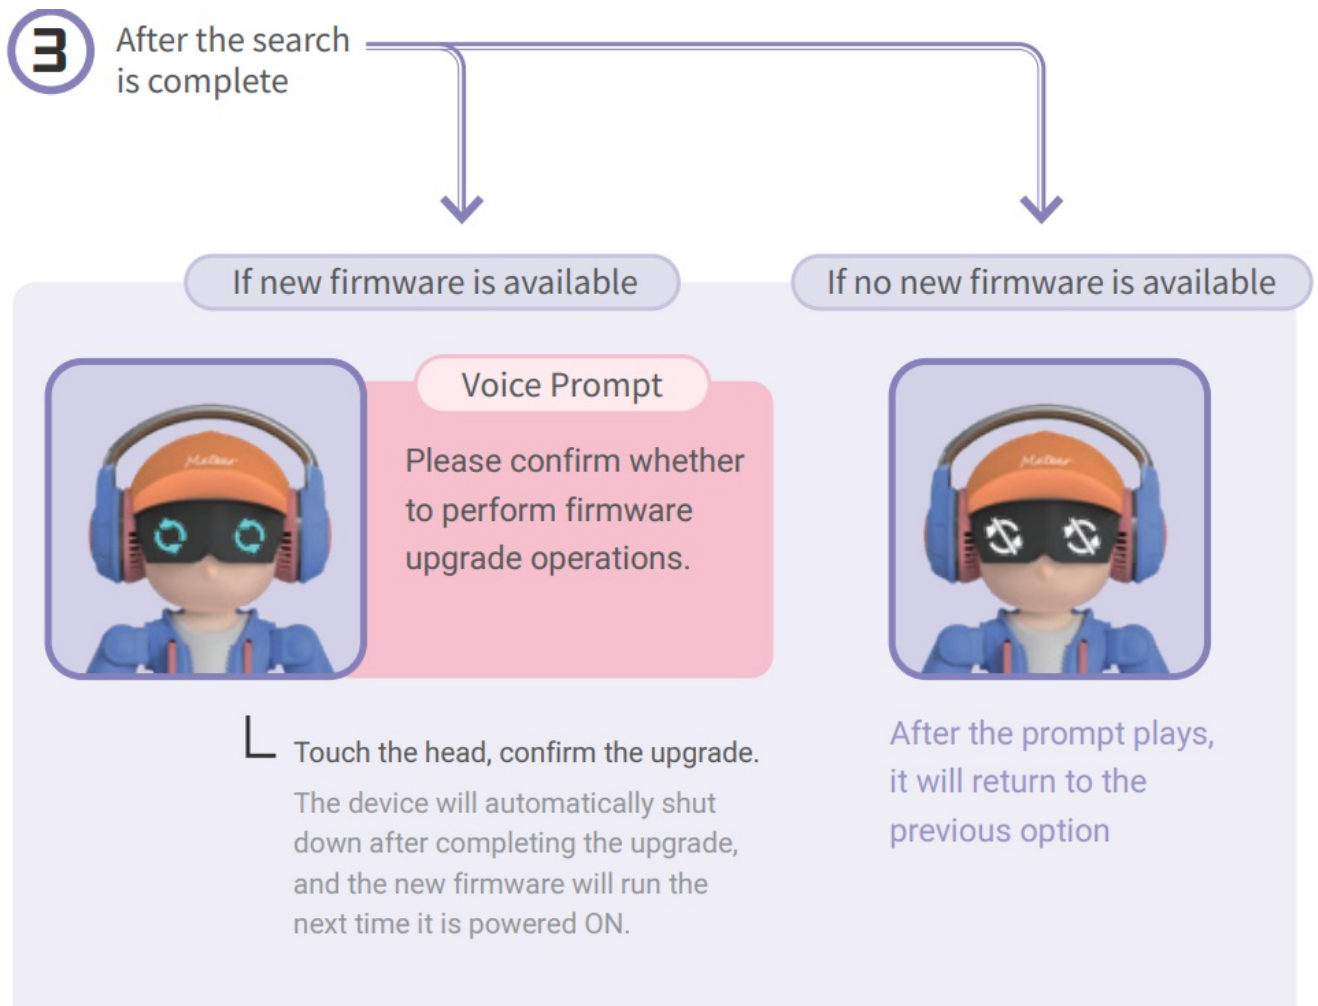 3
After the search
is complete
If new firmware is available
If no new firmware is available
Voice Prompt
Please confirm whether
to perform firmware
upgrade operations.
Meteor
Meteor
Touch the head, confirm the upgrade.
The device will automatically shut
down after completing the upgrade,
and the new firmware will run the
next time it is powered ON.
After the prompt plays,
it will return to the
previous option